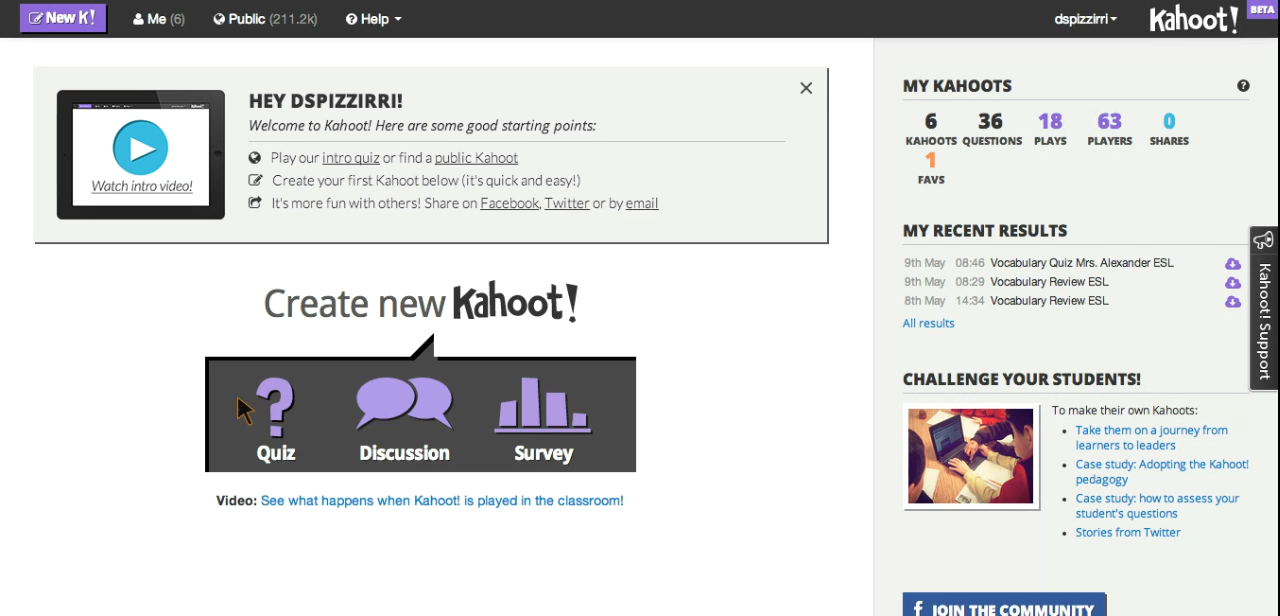 New K!
Me (6)
Public (211.2k)
Help
dspizzirri
Kahoot!
BETA
HEY DSPIZZIRRI!
Welcome to Kahoot! Here are some good starting points:
Play our intro quiz or find a public Kahoot
Create your first Kahoot below (it's quick and easy!)
It's more fun with others! Share on Facebook, Twitter or by email
Watch intro video!
Create new Kahoot!
Quiz
Discussion
Survey
Video: See what happens when Kahoot! is played in the classroom!
MY KAHOOTS
?
6 KAHOOTS
36 QUESTIONS
18 PLAYS
63 PLAYERS
0 SHARES
1 FAVS
MY RECENT RESULTS
9th May 08:46 Vocabulary Quiz Mrs. Alexander ESL
9th May 08:29 Vocabulary Review ESL
8th May 14:34 Vocabulary Review ESL
All results
Kahoot! Support
CHALLENGE YOUR STUDENTS!
To make their own Kahoots:
Take them on a journey from
learners to leaders
Case study: Adopting the Kahoot!
pedagogy
Case study: how to assess your
student's questions
Stories from Twitter
f JOIN THE COMMUNITY